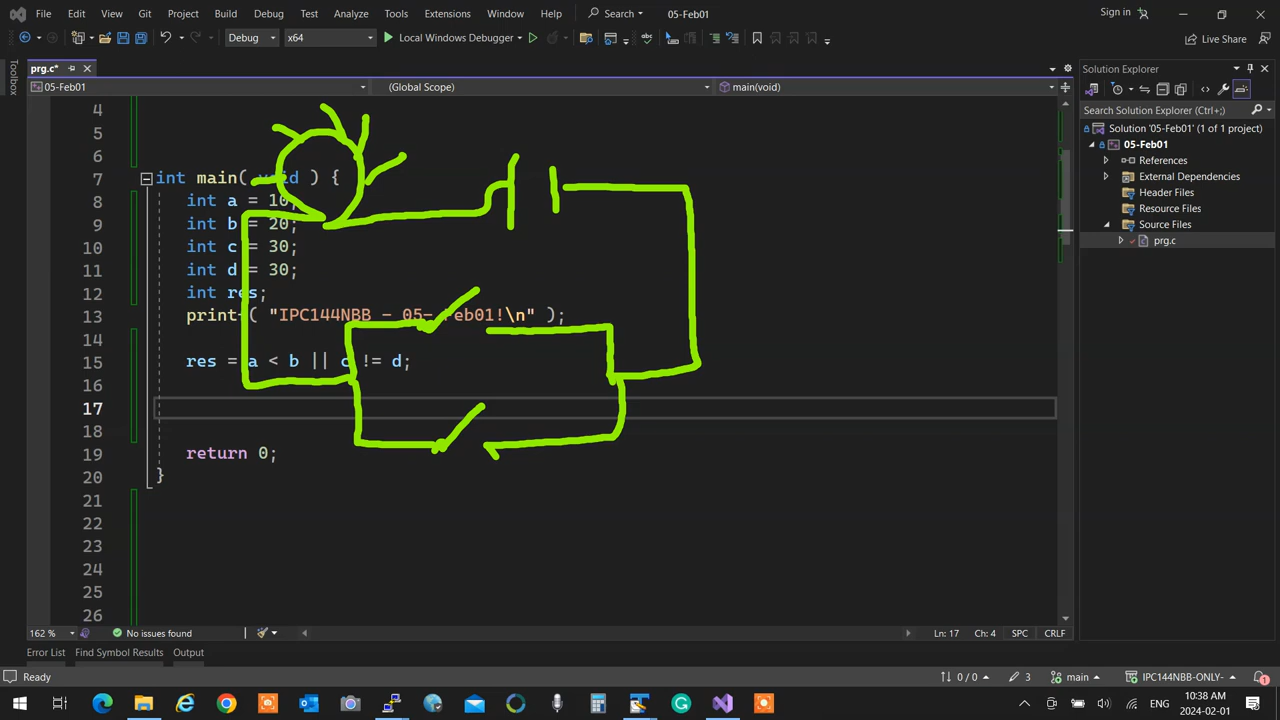 File Edit View Git Project Build Debug Test Analyze Tools Extensions Window Help Search 05-Feb01 Sign in
Debug x64 Local Windows Debugger Live Share
Toolbox
prg.c* Solution Explorer
05-Feb01 (Global Scope) main(void)
Search Solution Explorer (Ctrl+;)
Solution '05-Feb01' (1 of 1 project)
05-Feb01
References
External Dependencies
Header Files
Resource Files
Source Files
prg.c
4
5
6
7 int main( void ) {
8 int a = 10;
9 int b = 20;
10 int c = 30;
11 int d = 30;
12 int res;
13 printf( "IPC144NBB - 05- Feb01!\n" );
14
15 res = a < b || c != d;
16
17
18
19 return 0;
20 }
21
22
23
24
25
26
162 % No issues found Ln: 17 Ch: 4 SPC CRLF
Error List Find Symbol Results Output
Ready 0 / 0 3 main IPC144NBB-ONLY- 1
ENG 10:38 AM
2024-02-01